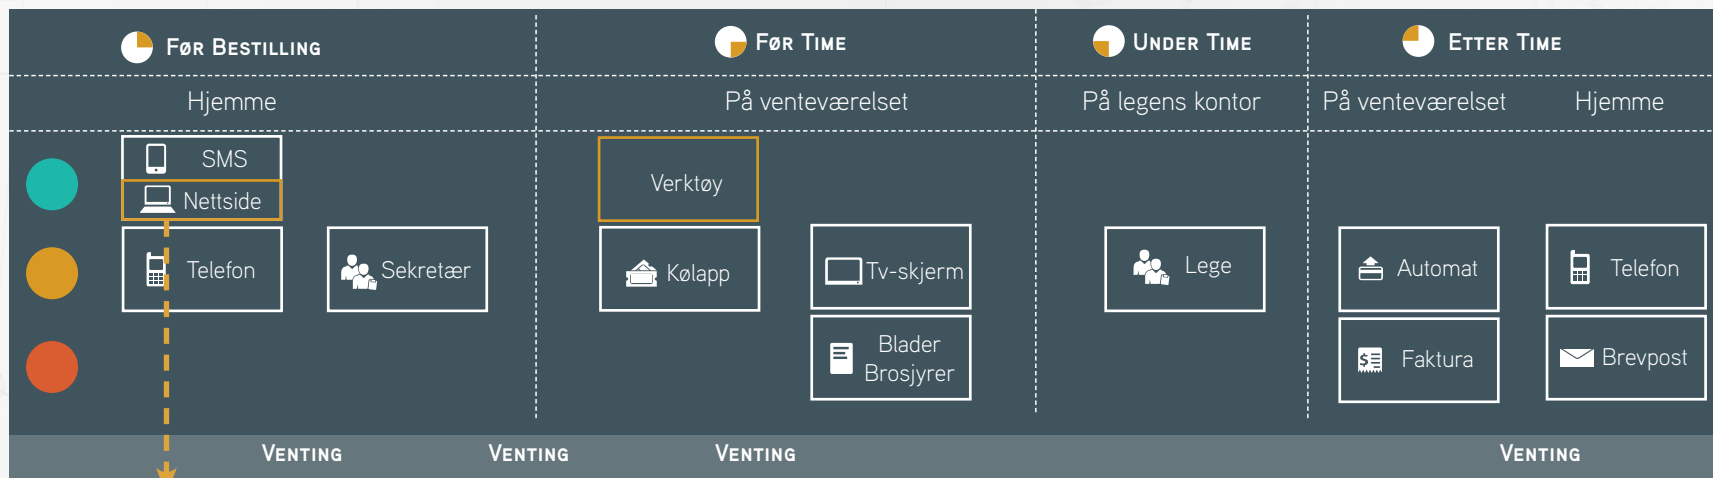 Før Bestilling
Før Time
Under Time
Etter Time
Hjemme
På venteværelset
På legens kontor
På venteværelset
Hjemme
SMS
Nettside
Verktøy
Telefon
Sekretær
Kølapp
Tv-skjerm
Lege
Automat
Telefon
Blader
Brosjyrer
Faktura
Brevpost
Venting
Venting
Venting
Venting